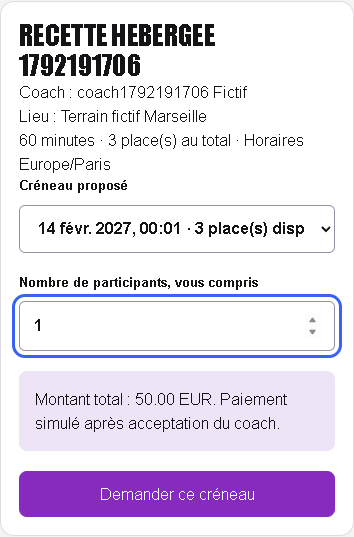 RECETTE HEBERGEE
1792191706
Coach : coach1792191706 Fictif
Lieu : Terrain fictif Marseille
60 minutes · 3 place(s) au total · Horaires
Europe/Paris
Créneau proposé
14 févr. 2027, 00:01 · 3 place(s) disp
Nombre de participants, vous compris
1
Montant total : 50.00 EUR. Paiement
simulé après acceptation du coach.
Demander ce créneau